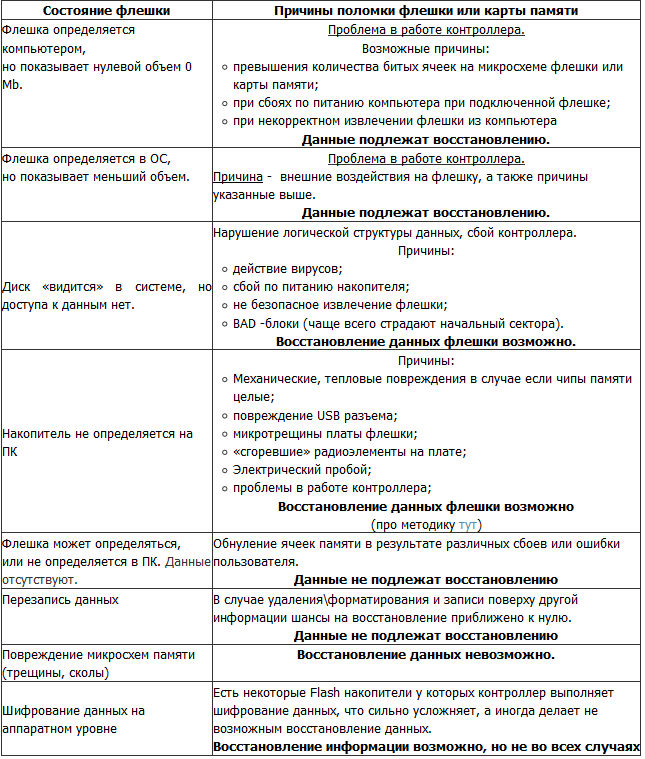 Состояние флешки
Причины поломки флешки или карты памяти
Флешка определяется
компьютером,
но показывает нулевой объем 0
Mb.
Проблема в работе контроллера.
Возможные причины:
превышения количества битых ячеек на микросхеме флешки или
карты памяти;
при сбоях по питанию компьютера при подключенной флешке;
при некорректном извлечении флешки из компьютера
Данные подлежат восстановлению.
Флешка определяется в ОС,
но показывает меньший объем.
Проблема в работе контроллера.
Причина - внешние воздействия на флешку, а также причины
указанные выше.
Данные подлежат восстановлению.
Диск «видится» в системе, но
доступа к данным нет.
Нарушение логической структуры данных, сбой контроллера.
Причины:
действие вирусов;
сбой по питанию накопителя;
не безопасное извлечение флешки;
BAD -блоки (чаще всего страдают начальный сектора).
Восстановление данных флешки возможно.
Накопитель не определяется на
ПК
Причины:
Механические, тепловые повреждения в случае если чипы памяти
целые;
повреждение USB разъема;
микротрещины платы флешки;
«сгоревшие» радиоэлементы на плате;
Электрический пробой;
проблемы в работе контроллера;
Восстановление данных флешки возможно
(про методику тут)
Флешка может определяться,
или не определяется в ПК. Данные
отсутствуют.
Обнуление ячеек памяти в результате различных сбоев или ошибки
пользователя.
Данные не подлежат восстановлению
Перезапись данных
В случае удаления\форматирования и записи поверху другой
информации шансы на восстановление приближено к нулю.
Данные не подлежат восстановлению
Повреждение микросхем памяти
(трещины, сколы)
Восстановление данных невозможно.
Шифрование данных на
аппаратном уровне
Есть некоторые Flash накопители у которых контроллер выполняет
шифрование данных, что сильно усложняет, а иногда делает не
возможным восстановление данных.
Восстановление информации возможно, но не во всех случаях